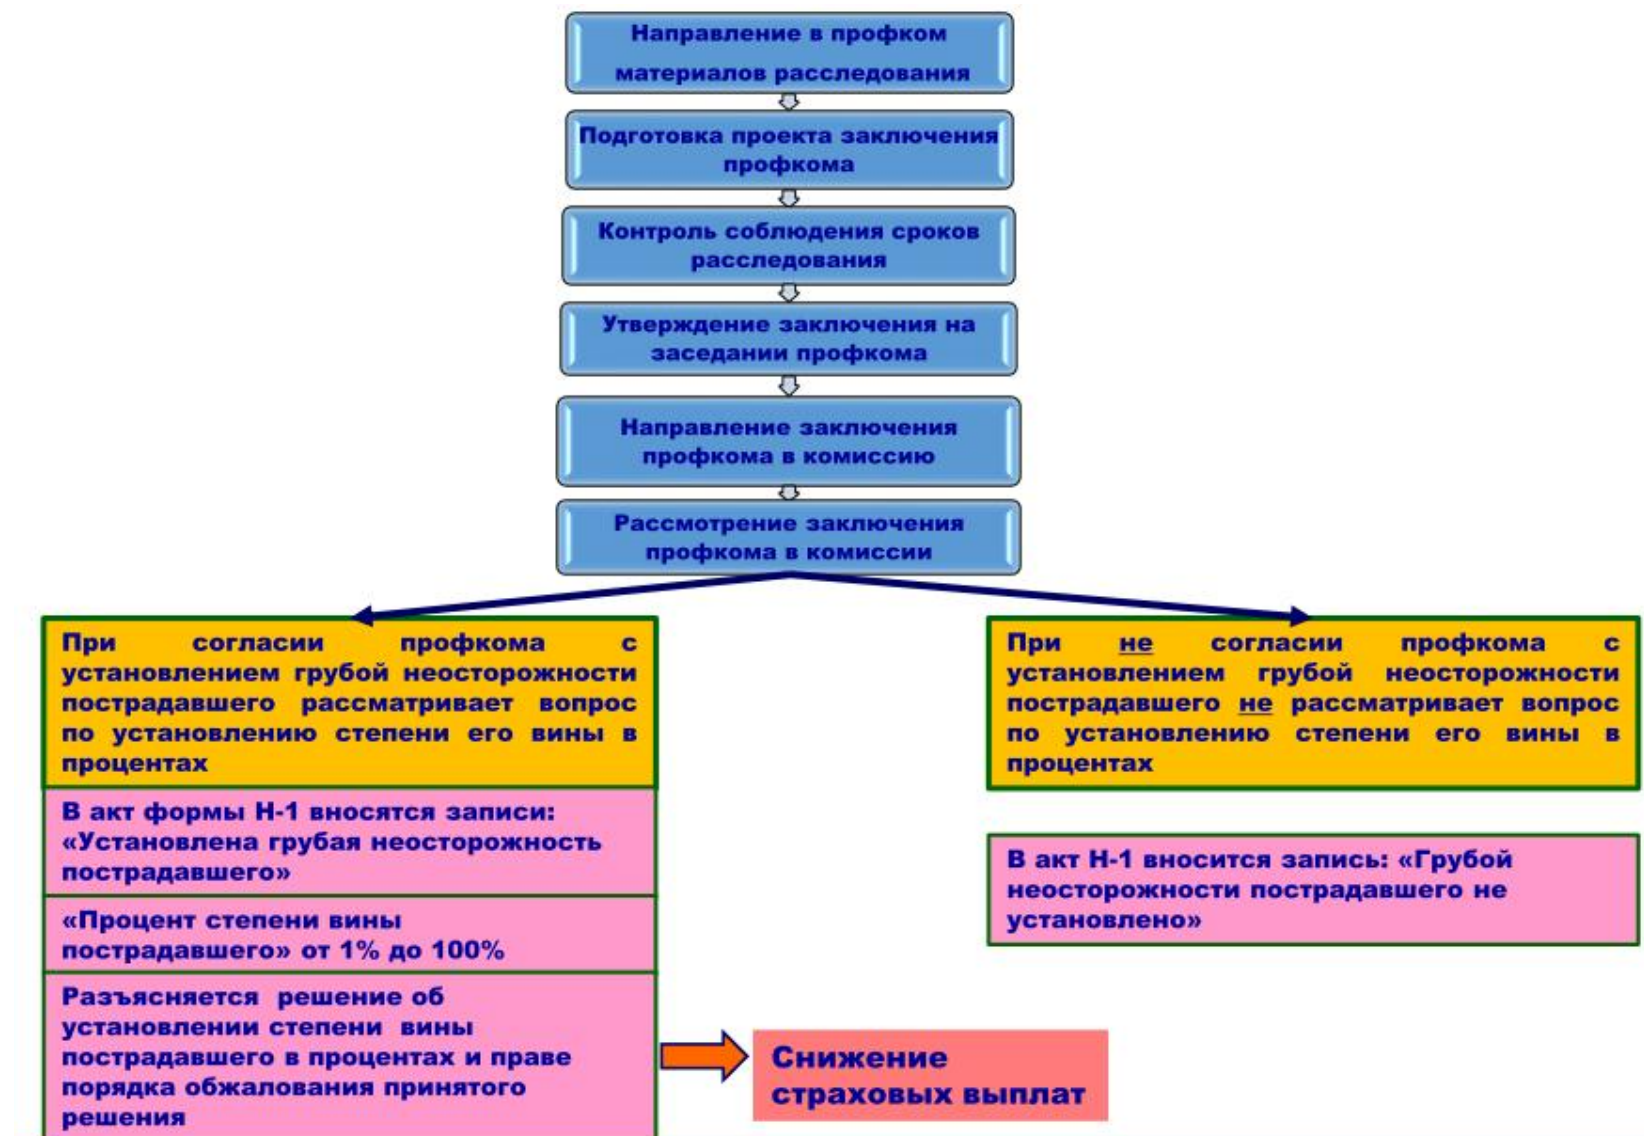 Направление в профком
материалов расследования
Подготовка проекта заключения
профкома
Контроль соблюдения сроков
расследования
Утверждение заключения на
заседании профкома
Направление заключения
профкома в комиссию
Рассмотрение заключения
профкома в комиссии
При согласии профкома с
установлением грубой неосторожности
пострадавшего рассматривает вопрос
по установлению степени его вины в
процентах
В акт формы Н-1 вносятся записи:
«Установлена грубая неосторожность
пострадавшего»
«Процент степени вины
пострадавшего» от 1% до 100%
Разъясняется решение об
установлении степени вины
пострадавшего в процентах и праве
порядка обжалования принятого
решения
Снижение
страховых выплат
При не согласии профкома с
установлением грубой неосторожности
пострадавшего не рассматривает вопрос
по установлению степени его вины в
процентах
В акт Н-1 вносится запись: «Грубой
неосторожности пострадавшего не
установлено»